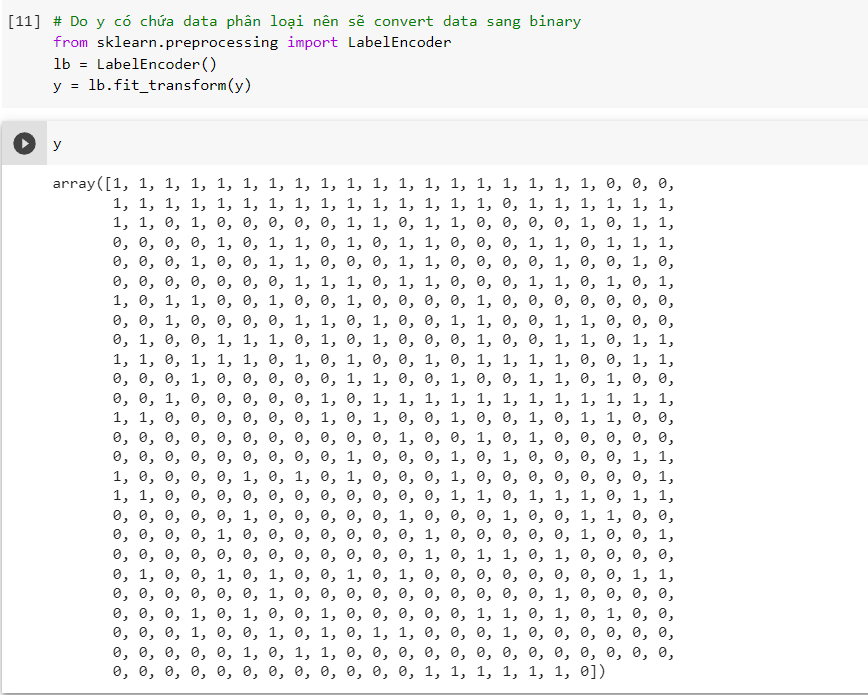 [11] # Do y có chứa data phân loại nên sẽ convert data sang binary
from sklearn.preprocessing import LabelEncoder
lb = LabelEncoder()
y = lb.fit_transform(y)
y
array([1, 1, 1, 1, 1, 1, 1, 1, 1, 1, 1, 1, 1, 1, 1, 1, 1, 1, 1, 0, 0, 0,
1, 1, 1, 1, 1, 1, 1, 1, 1, 1, 1, 1, 1, 1, 1, 0, 1, 1, 1, 1, 1, 1,
1, 1, 0, 1, 0, 0, 0, 0, 0, 1, 1, 0, 1, 1, 0, 0, 0, 0, 1, 0, 1, 1,
0, 0, 0, 0, 1, 0, 1, 1, 0, 1, 0, 1, 1, 0, 0, 0, 1, 1, 0, 1, 1, 1,
0, 0, 0, 1, 0, 0, 1, 1, 0, 0, 0, 1, 1, 0, 0, 0, 0, 1, 0, 0, 1, 0,
0, 0, 0, 0, 0, 0, 0, 1, 1, 1, 0, 1, 1, 0, 0, 0, 1, 1, 0, 1, 0, 1,
1, 0, 1, 1, 0, 0, 1, 0, 0, 1, 0, 0, 0, 0, 1, 0, 0, 0, 0, 0, 0, 0,
0, 0, 1, 0, 0, 0, 0, 1, 1, 0, 1, 0, 0, 1, 1, 0, 0, 1, 1, 0, 0, 0,
0, 1, 0, 0, 1, 1, 1, 0, 1, 0, 1, 0, 0, 0, 1, 0, 0, 1, 1, 0, 1, 1,
1, 1, 0, 1, 1, 1, 0, 1, 0, 1, 0, 0, 1, 0, 1, 1, 1, 1, 0, 0, 1, 1,
0, 0, 0, 1, 0, 0, 0, 0, 0, 1, 1, 0, 0, 1, 0, 0, 1, 1, 0, 1, 0, 0,
0, 0, 1, 0, 0, 0, 0, 0, 1, 0, 1, 1, 1, 1, 1, 1, 1, 1, 1, 1, 1, 1,
1, 1, 0, 0, 0, 0, 0, 0, 1, 0, 1, 0, 0, 1, 0, 0, 1, 0, 1, 1, 0, 0,
0, 0, 0, 0, 0, 0, 0, 0, 0, 0, 0, 1, 0, 0, 1, 0, 1, 0, 0, 0, 0, 0,
0, 0, 0, 0, 0, 0, 0, 0, 0, 1, 0, 0, 0, 1, 0, 1, 0, 0, 0, 0, 1, 1,
1, 0, 0, 0, 0, 1, 0, 1, 0, 1, 0, 0, 0, 1, 0, 0, 0, 0, 0, 0, 0, 1,
1, 1, 0, 0, 0, 0, 0, 0, 0, 0, 0, 0, 0, 1, 1, 0, 1, 1, 1, 0, 1, 1,
0, 0, 0, 0, 0, 1, 0, 0, 0, 0, 0, 1, 0, 0, 0, 1, 0, 0, 1, 1, 0, 0,
0, 0, 0, 0, 1, 0, 0, 0, 0, 0, 0, 0, 1, 0, 0, 0, 0, 0, 1, 0, 0, 1,
0, 0, 0, 0, 0, 0, 0, 0, 0, 0, 0, 0, 1, 0, 1, 1, 0, 1, 0, 0, 0, 0,
0, 1, 0, 0, 1, 0, 1, 0, 0, 1, 0, 1, 0, 0, 0, 0, 0, 0, 0, 0, 1, 1,
0, 0, 0, 0, 0, 0, 1, 0, 0, 0, 0, 0, 0, 0, 0, 0, 0, 1, 0, 0, 0, 0,
0, 0, 0, 1, 0, 1, 0, 0, 1, 0, 0, 0, 0, 0, 1, 1, 0, 1, 0, 1, 0, 0,
0, 0, 0, 1, 0, 0, 1, 0, 1, 0, 1, 1, 0, 0, 0, 1, 0, 0, 0, 0, 0, 0,
0, 0, 0, 0, 0, 1, 0, 1, 1, 0, 0, 0, 0, 0, 0, 0, 0, 0, 0, 0, 0, 0,
0, 0, 0, 0, 0, 0, 0, 0, 0, 0, 0, 0, 1, 1, 1, 1, 1, 1, 0])